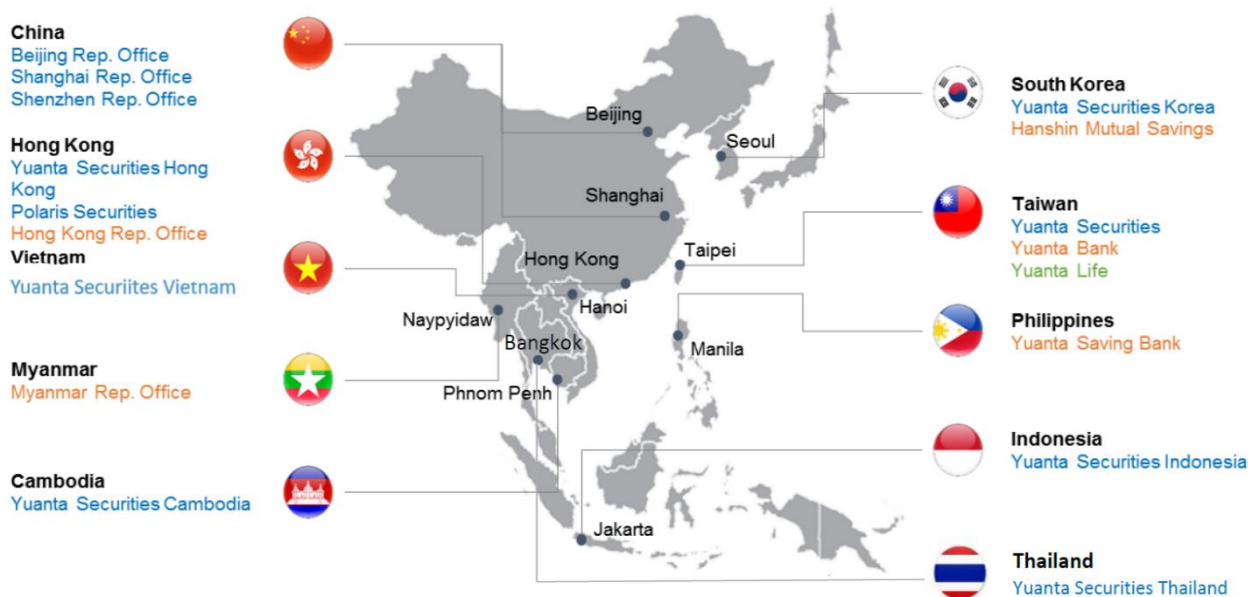 China
Beijing Rep. Office
Shanghai Rep. Office
Shenzhen Rep. Office
Hong Kong
Yuanta Securities Hong
Kong
Polaris Securities
Hong Kong Rep. Office
Vietnam
Yuanta Securiites Vietnam
Myanmar
Myanmar Rep. Office
Cambodia
Yuanta Securities Cambodia
Beijing
Seoul
Shanghai
Taipei
Hong Kong
Hanoi
Naypyidaw
Bangkok
Manila
Phnom Penh
Jakarta
South Korea
Yuanta Securities Korea
Hanshin Mutual Savings
Taiwan
Yuanta Securities
Yuanta Bank
Yuanta Life
Philippines
Yuanta Saving Bank
Indonesia
Yuanta Securities Indonesia
Thailand
Yuanta Securities Thailand